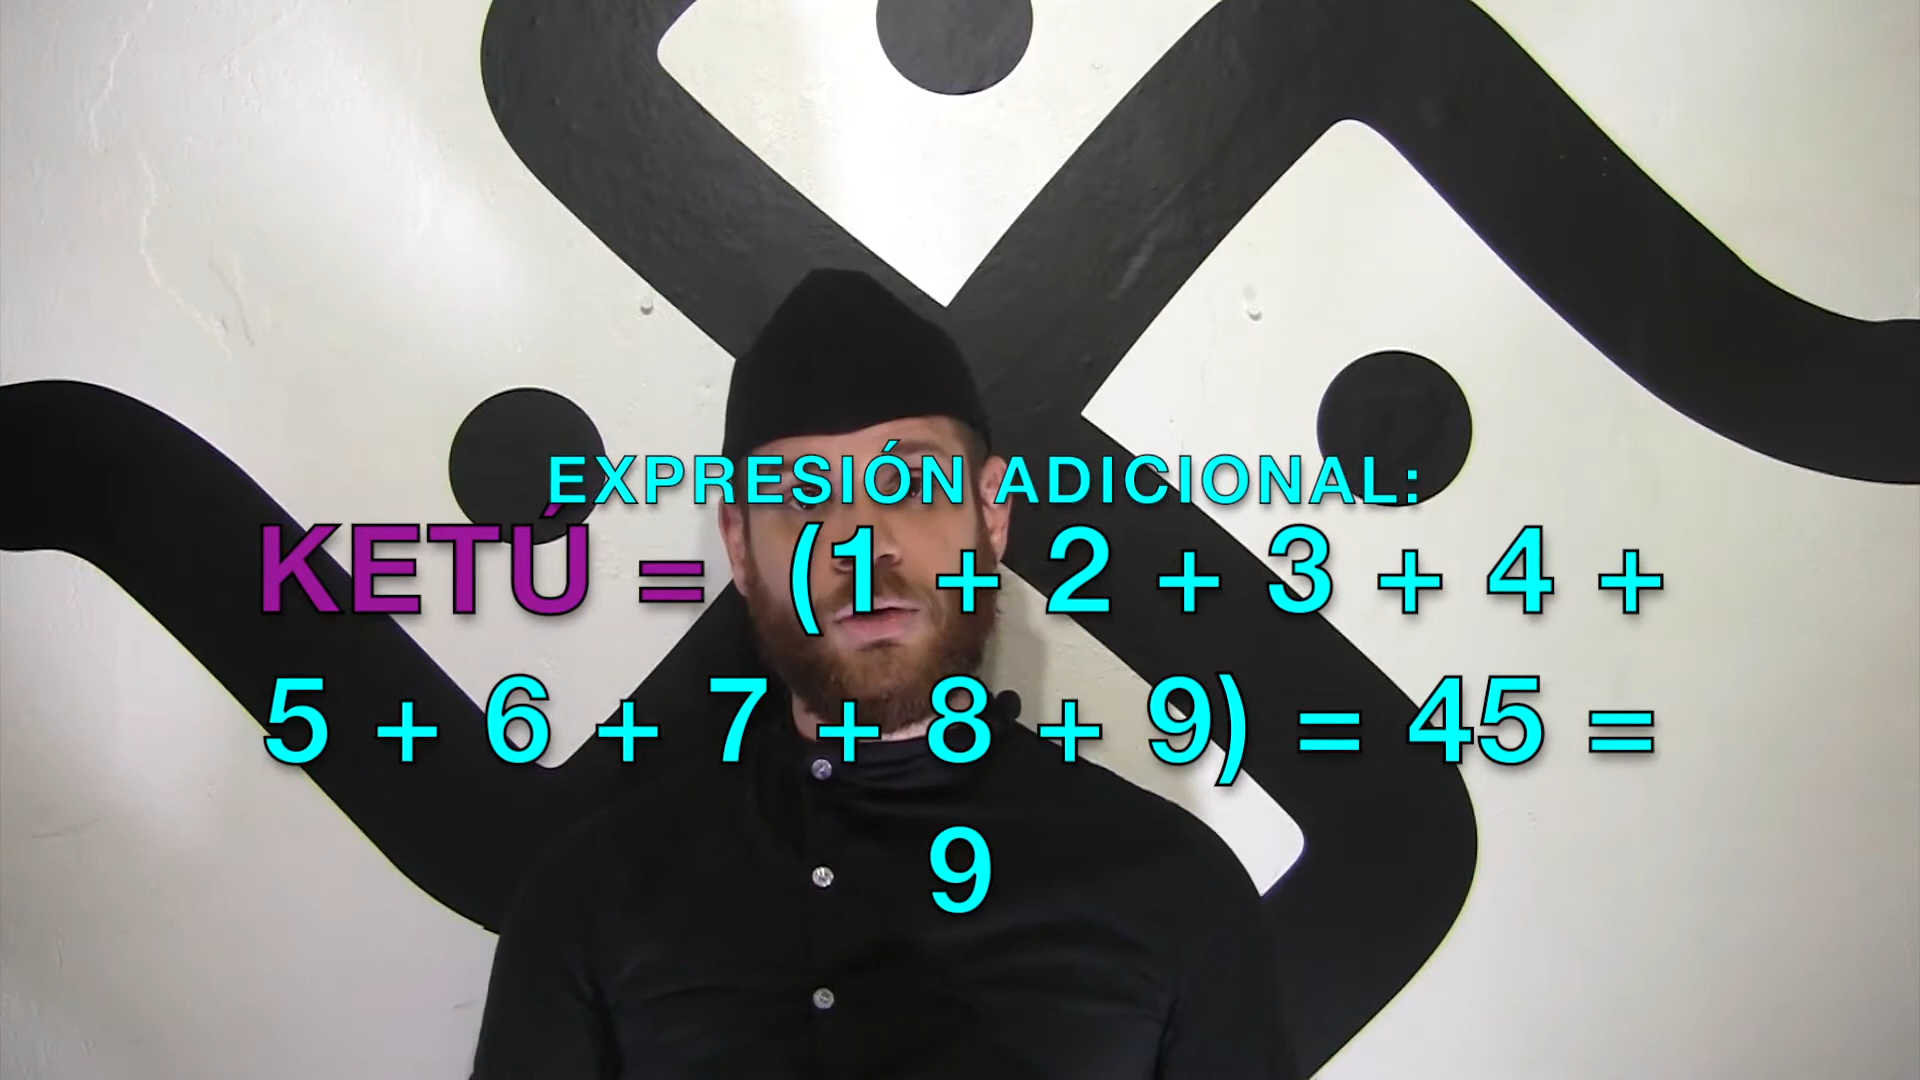 EXPRESIÓN ADICIONAL:
KETÚ = (1 + 2 + 3 + 4 +
5 + 6 + 7 + 8 + 9) = 45 =
9